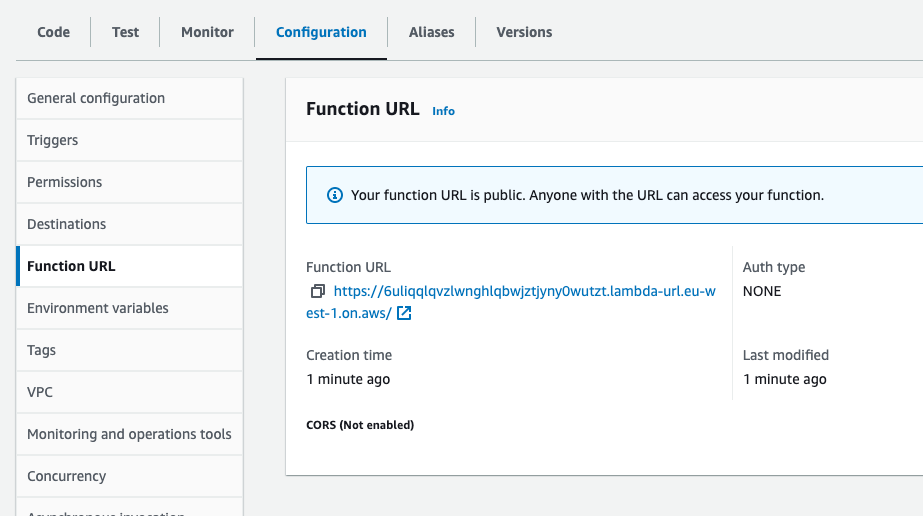 Code Test Monitor Configuration Aliases Versions
General configuration
Triggers
Permissions
Destinations
Function URL
Environment variables
Tags
VPC
Monitoring and operations tools
Concurrency
Asynchronous invocation
Function URL Info
Your function URL is public. Anyone with the URL can access your function.
Function URL
https://6uliqqlqvzlwnghlqbwjztjyny0wutzt.lambda-url.eu-w
est-1.on.aws/
Auth type
NONE
Creation time
1 minute ago
Last modified
1 minute ago
CORS (Not enabled)